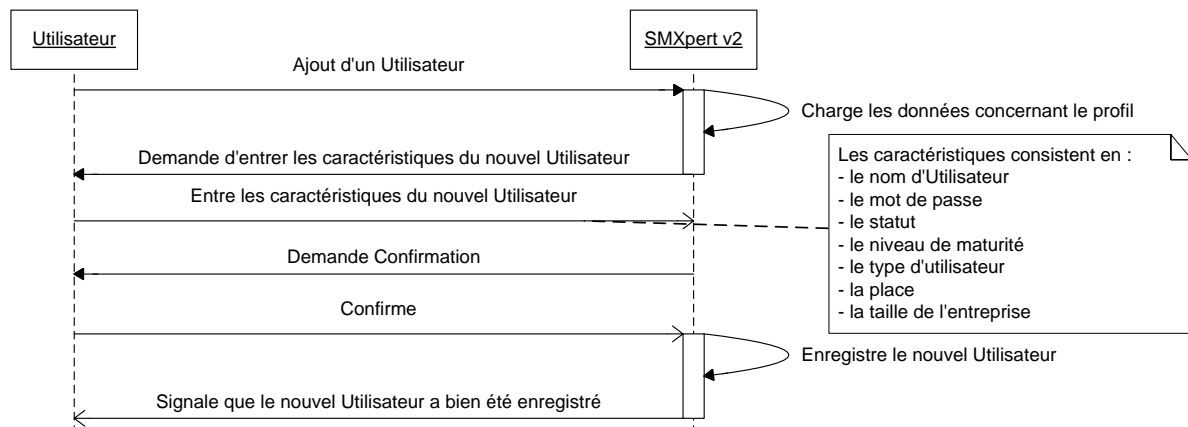 Utilisateur
SMXpert v2
Ajout d'un Utilisateur
Charge les données concernant le profil
Demande d'entrer les caractéristiques du nouvel Utilisateur
Les caractéristiques consistent en :
- le nom d'Utilisateur
- le mot de passe
- le statut
- le niveau de maturité
- le type d'utilisateur
- la place
- la taille de l'entreprise
Entre les caractéristiques du nouvel Utilisateur
Demande Confirmation
Confirme
Enregistre le nouvel Utilisateur
Signale que le nouvel Utilisateur a bien été enregistré